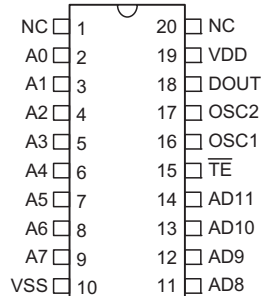 NC 1 20 NC
A0 2 19 VDD
A1 3 18 DOUT
A2 4 17 OSC2
A3 5 16 OSC1
A4 6 15 T̅E̅
A5 7 14 AD11
A6 8 13 AD10
A7 9 12 AD9
VSS 10 11 AD8